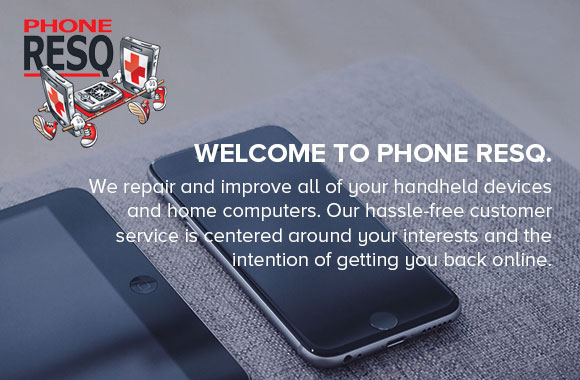 PHONE
RESQ
WELCOME TO PHONE RESQ.
We repair and improve all of your handheld devices
and home computers. Our hassle-free customer
service is centered around your interests and the
intention of getting you back online.